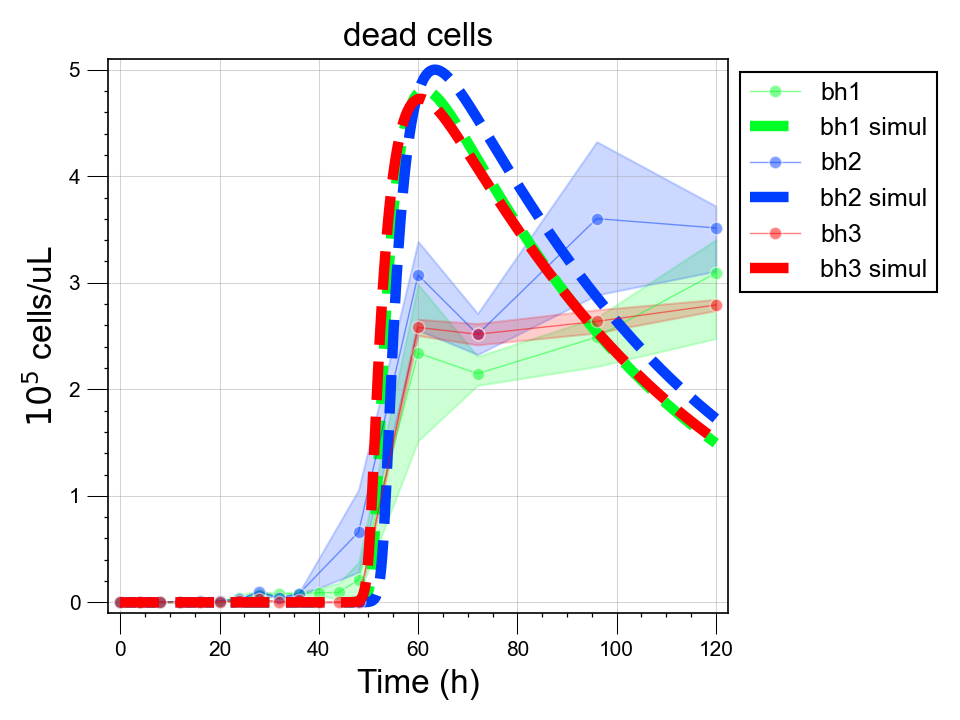 dead cells
5
4
3
2
1
0
10⁵ cells/uL
0 20 40 60 80 100 120
Time (h)
bh1
bh1 simul
bh2
bh2 simul
bh3
bh3 simul